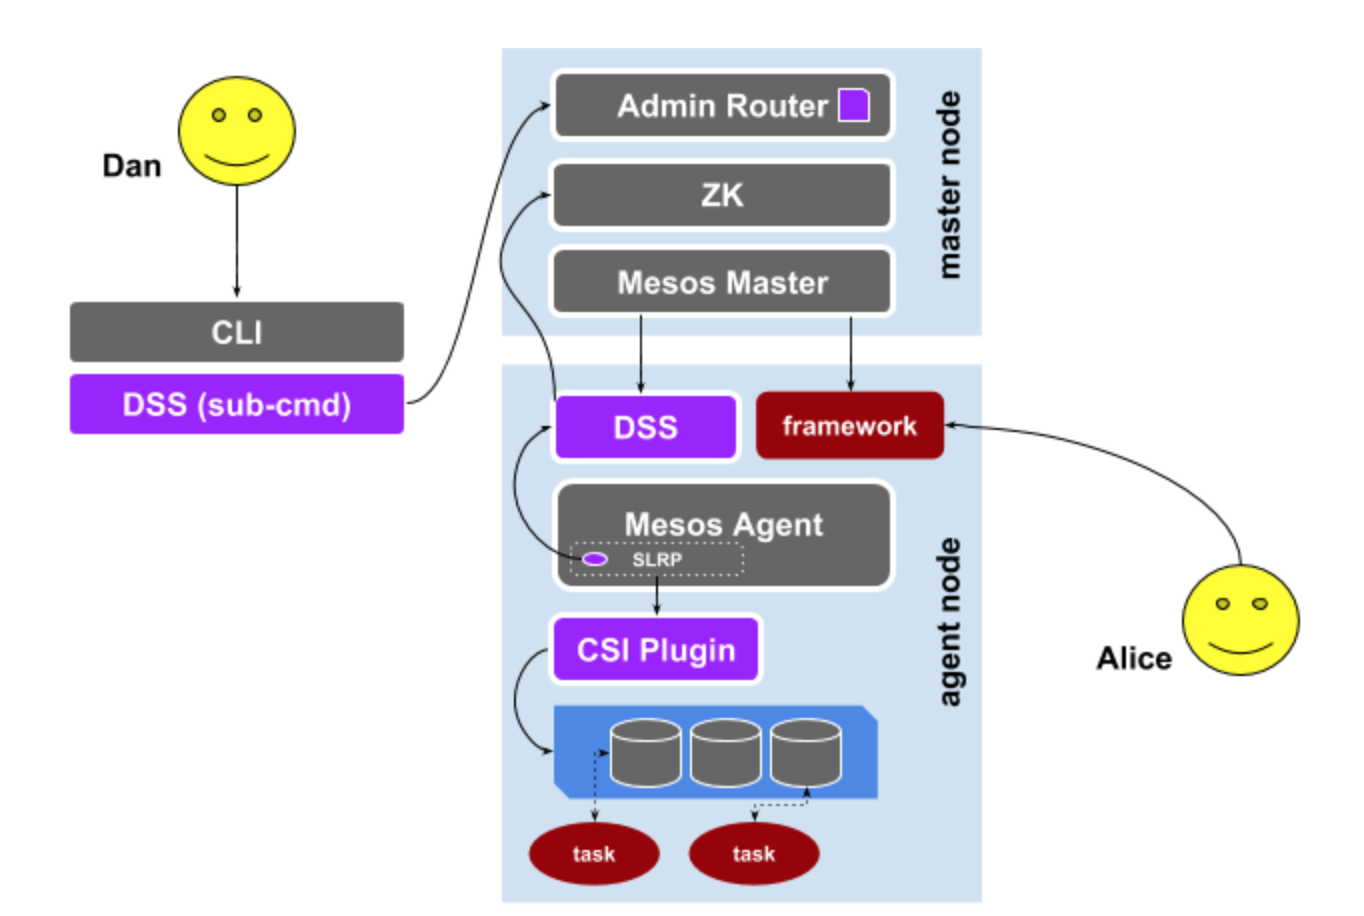 Dan
CLI
DSS (sub-cmd)
Admin Router
ZK
Mesos Master
master node
DSS
framework
Mesos Agent
SLRP
CSI Plugin
task
task
agent node
Alice